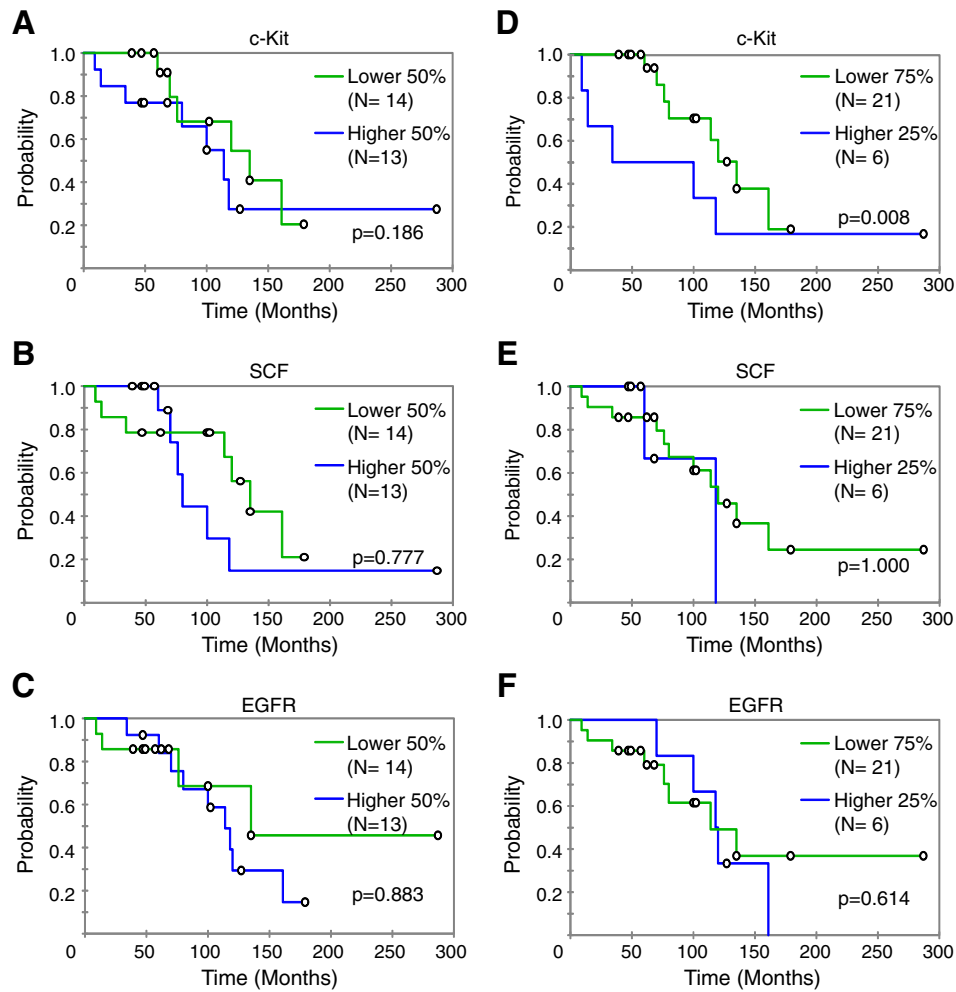 A
c-Kit
1.0
0.8
0.6
0.4
0.2
Probability
Lower 50%
(N= 14)
Higher 50%
(N=13)
p=0.186
0 50 100 150 200 250 300
Time (Months)
D
c-Kit
1.0
0.8
0.6
0.4
0.2
Probability
Lower 75%
(N= 21)
Higher 25%
(N= 6)
p=0.008
0 50 100 150 200 250 300
Time (Months)
B
SCF
1.0
0.8
0.6
0.4
0.2
Probability
Lower 50%
(N= 14)
Higher 50%
(N=13)
p=0.777
0 50 100 150 200 250 300
Time (Months)
E
SCF
1.0
0.8
0.6
0.4
0.2
Probability
Lower 75%
(N= 21)
Higher 25%
(N= 6)
p=1.000
0 50 100 150 200 250 300
Time (Months)
C
EGFR
1.0
0.8
0.6
0.4
0.2
Probability
Lower 50%
(N= 14)
Higher 50%
(N=13)
p=0.883
0 50 100 150 200 250 300
Time (Months)
F
EGFR
1.0
0.8
0.6
0.4
0.2
Probability
Lower 75%
(N= 21)
Higher 25%
(N= 6)
p=0.614
0 50 100 150 200 250 300
Time (Months)